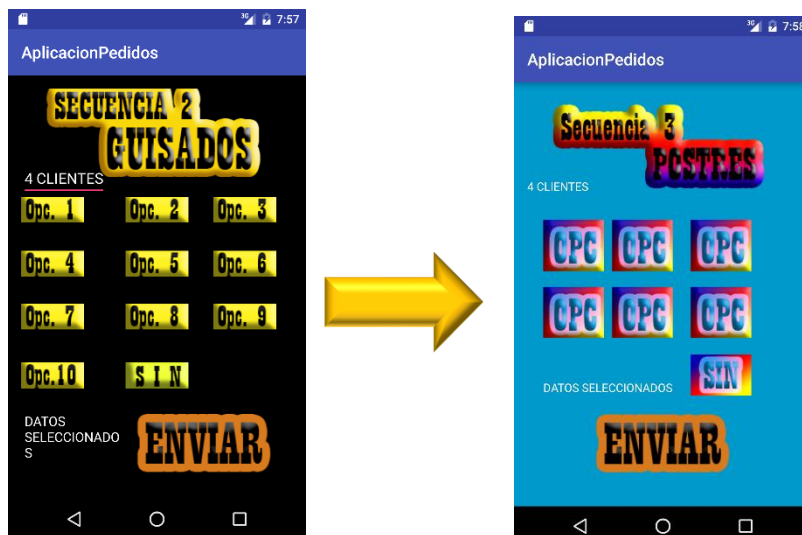 3G 7:57
AplicacionPedidos
SECUENCIA 2
GUISADOS
4 CLIENTES
Opc. 1 Opc. 2 Opc. 3
Opc. 4 Opc. 5 Opc. 6
Opc. 7 Opc. 8 Opc. 9
Opc.10 S I N
DATOS
SELECCIONADO
S
ENVIAR
3G 7:58
AplicacionPedidos
Secuencia 3
POSTRES
4 CLIENTES
OPC OPC OPC
OPC OPC OPC
SIN
DATOS SELECCIONADOS
ENVIAR